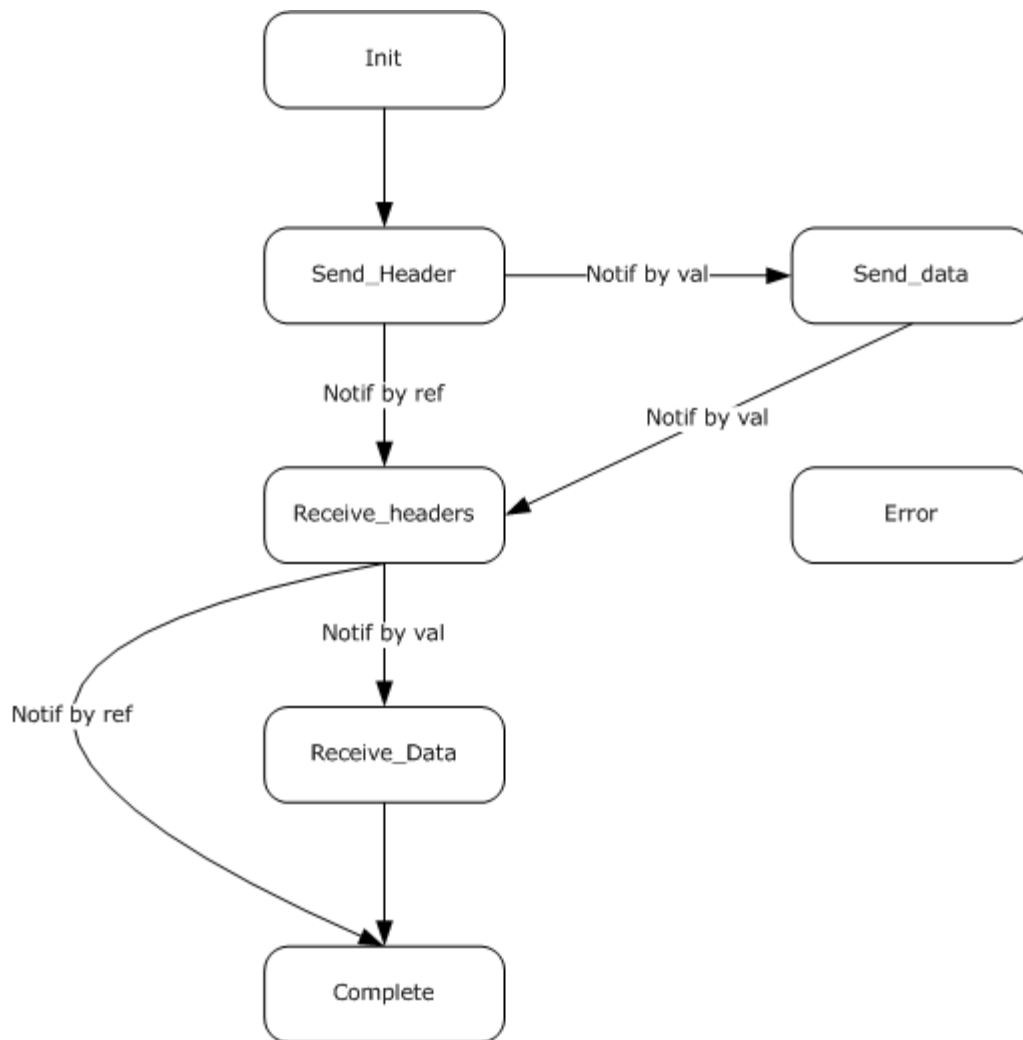 Init
Send_Header
Notif by val
Send_data
Notif by ref
Notif by val
Receive_headers
Error
Notif by val
Notif by ref
Receive_Data
Complete